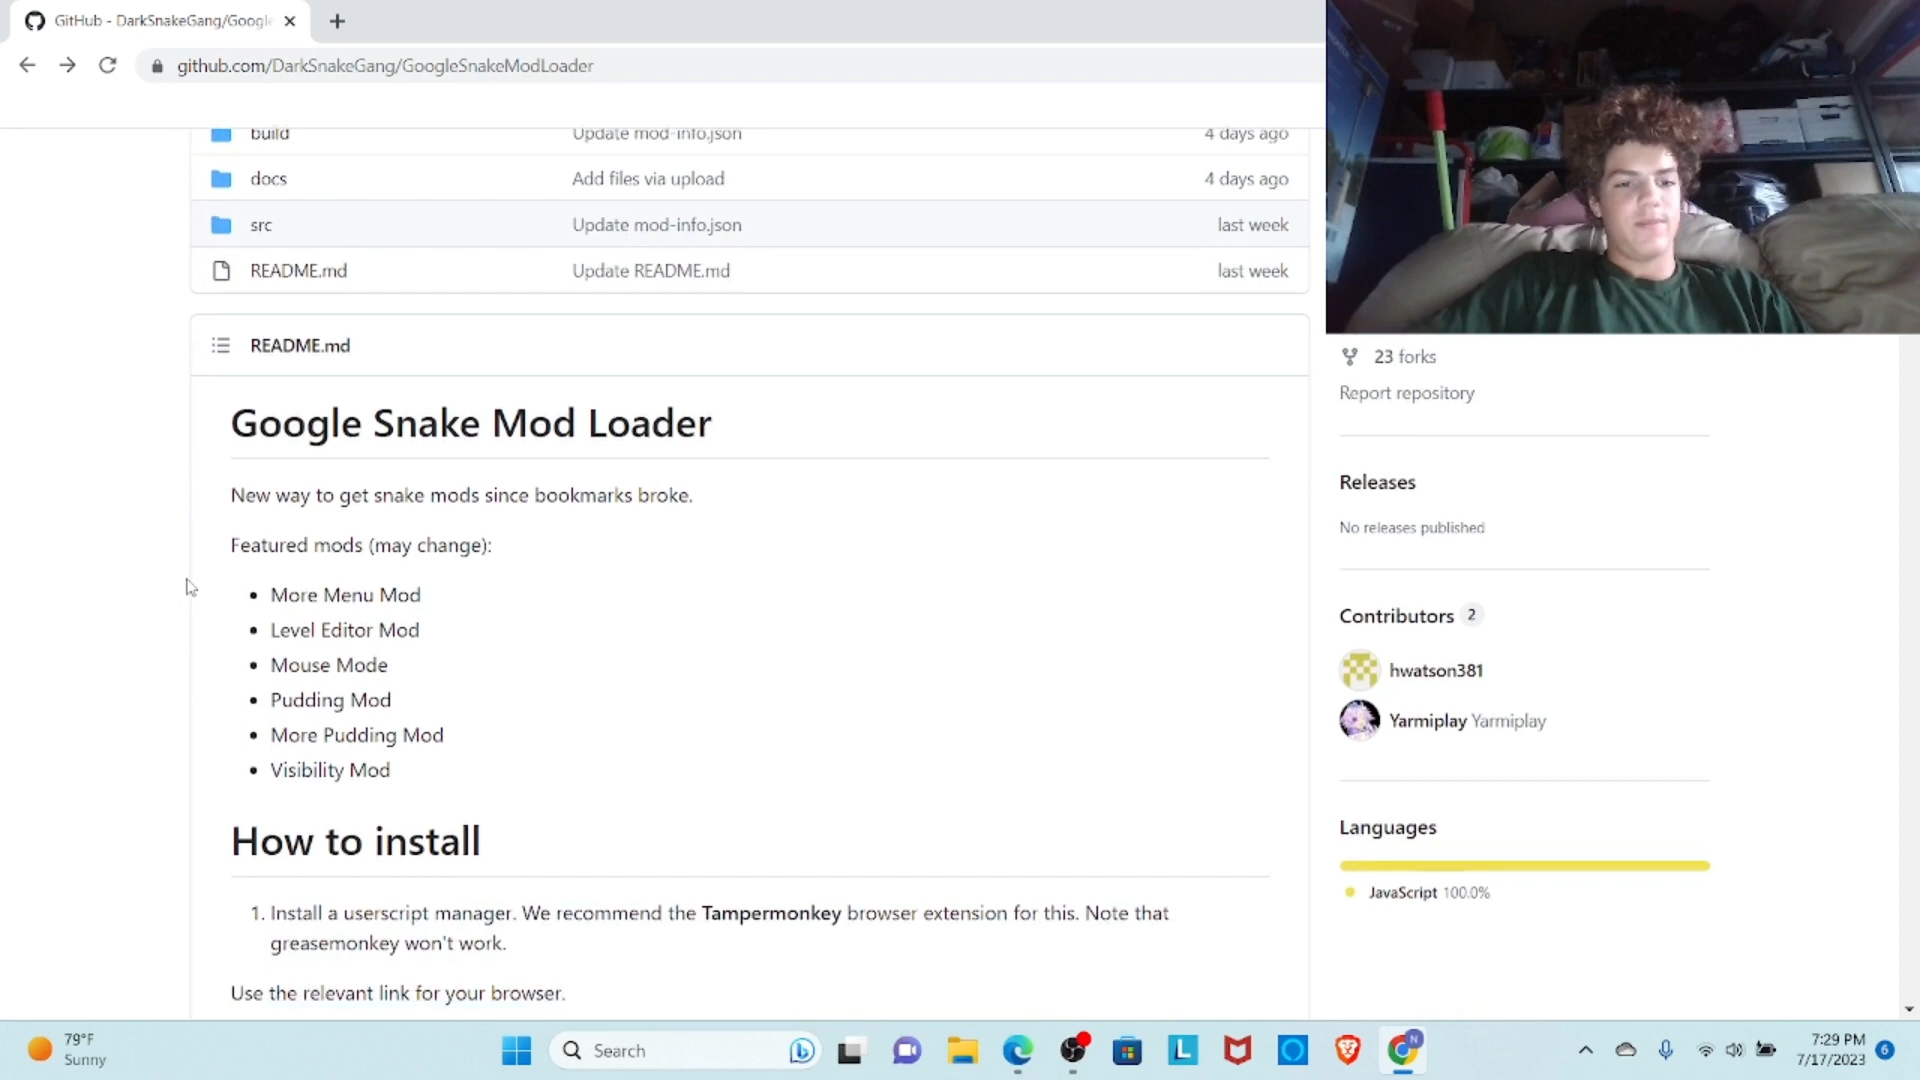 GitHub - DarkSnakeGang/Google
github.com/DarkSnakeGang/GoogleSnakeModLoader
build Update mod-info.json 4 days ago
docs Add files via upload 4 days ago
src Update mod-info.json last week
README.md Update README.md last week
README.md
Google Snake Mod Loader
New way to get snake mods since bookmarks broke.
Featured mods (may change):
• More Menu Mod
• Level Editor Mod
• Mouse Mode
• Pudding Mod
• More Pudding Mod
• Visibility Mod
How to install
1. Install a userscript manager. We recommend the Tampermonkey browser extension for this. Note that
greasemonkey won't work.
Use the relevant link for your browser.
23 forks
Report repository
Releases
No releases published
Contributors 2
hwatson381
Yarmiplay Yarmiplay
Languages
JavaScript 100.0%
79°F
Sunny
Search
L
N
7:29 PM
7/17/2023
6